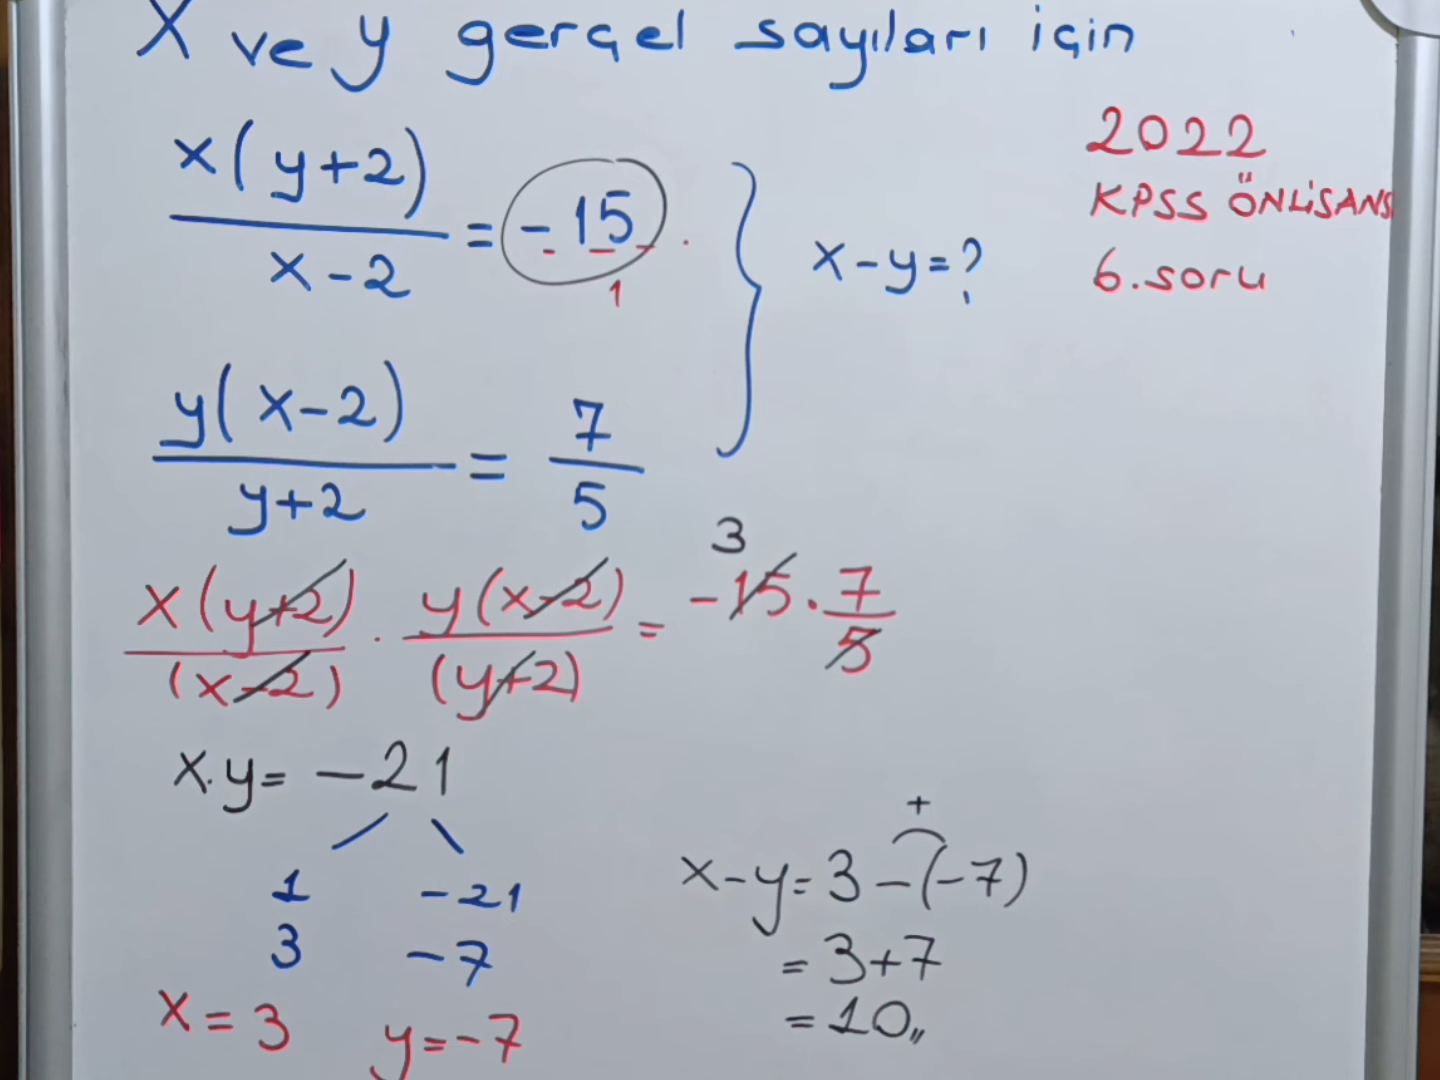 X ve y gerçel sayıları için
x(y+2)/x-2 = -15
1
x-y=?
2022
KPSS ÖNLİSANS
6.soru
y(x-2)/y+2 = 7/5
3
x(y+2)/(x-2) . y(x-2)/(y+2) = -15 . 7/5
x.y= -21
1 -21
3 -7
x=3 y=-7
+
x-y=3-(-7)
=3+7
=10,,